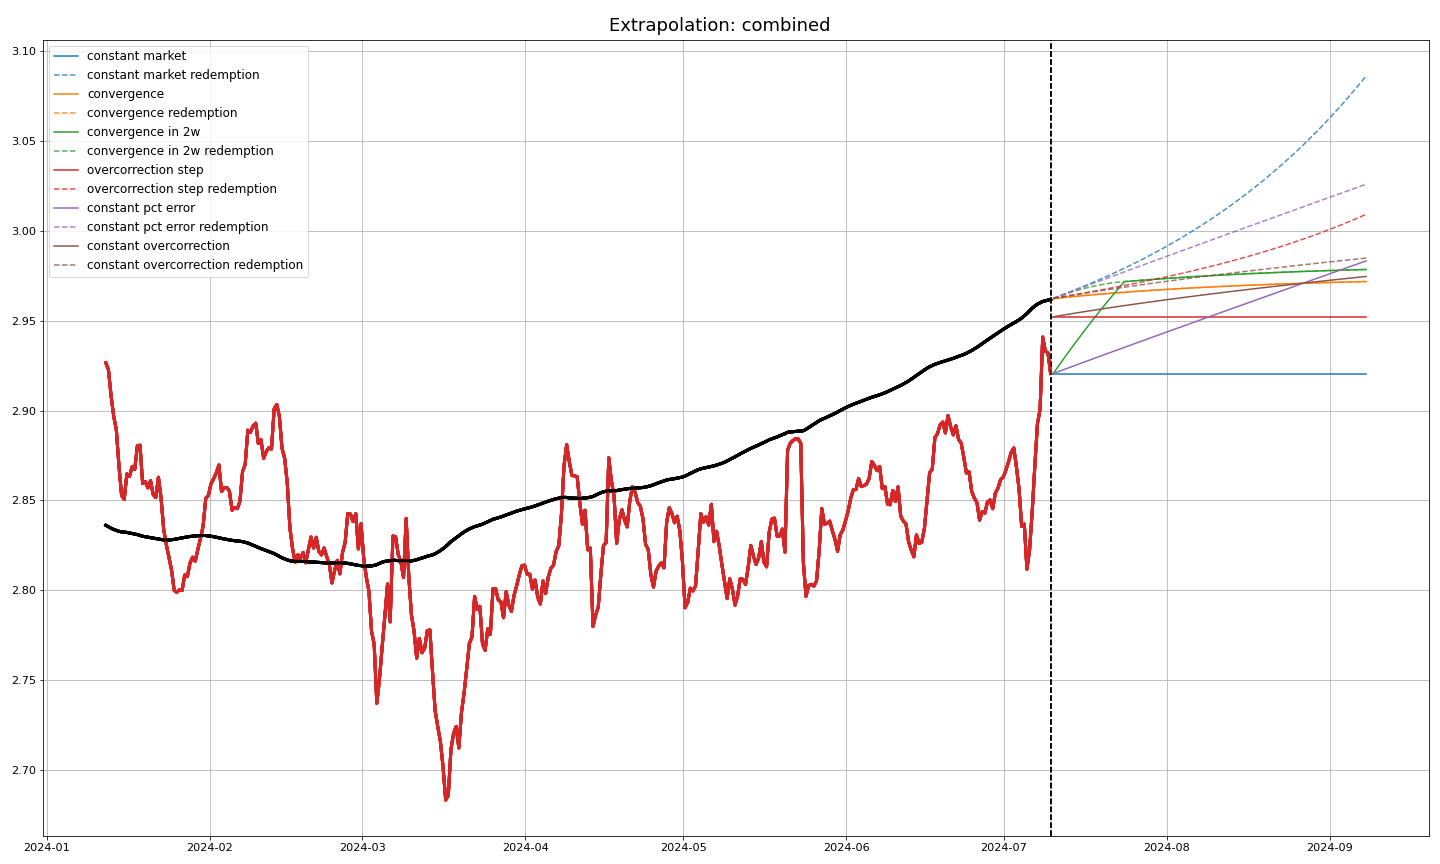 Extrapolation: combined
constant market
constant market redemption
convergence
convergence redemption
convergence in 2w
convergence in 2w redemption
overcorrection step
overcorrection step redemption
constant pct error
constant pct error redemption
constant overcorrection
constant overcorrection redemption
3.10
3.05
3.00
2.95
2.90
2.85
2.80
2.75
2.70
2024-01
2024-02
2024-03
2024-04
2024-05
2024-06
2024-07
2024-08
2024-09